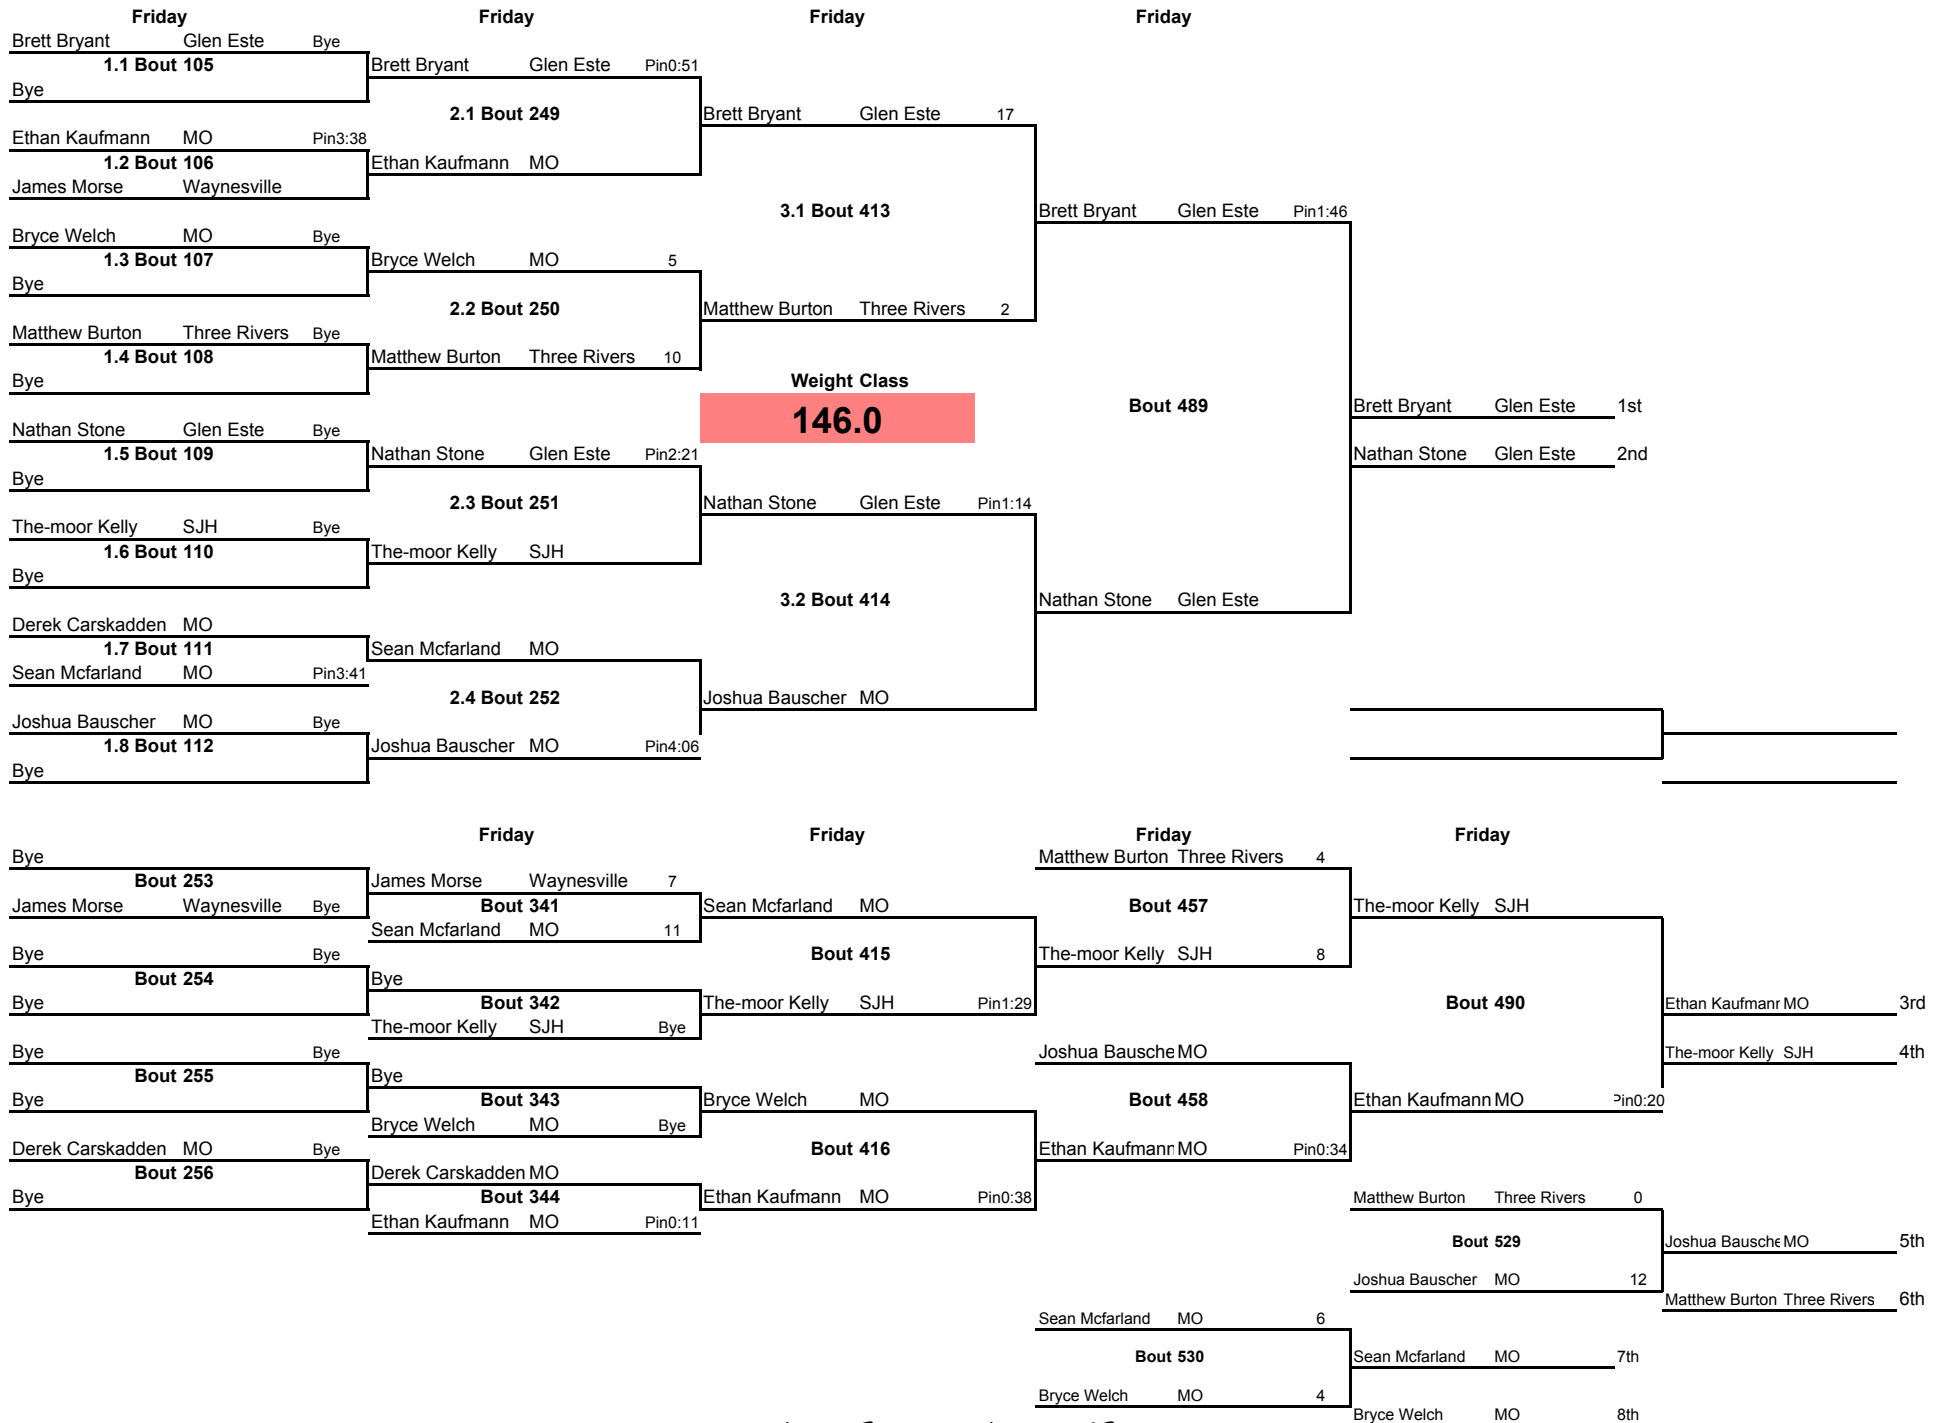 Friday Friday Friday Friday
Brett Bryant Glen Este Bye
1.1 Bout 105 Brett Bryant Glen Este Pin0:51
Bye
2.1 Bout 249 Brett Bryant Glen Este 17
Ethan Kaufmann MO Pin3:38
1.2 Bout 106 Ethan Kaufmann MO
James Morse Waynesville
3.1 Bout 413 Brett Bryant Glen Este Pin1:46
Bryce Welch MO Bye
1.3 Bout 107 Bryce Welch MO 5
Bye
2.2 Bout 250 Matthew Burton Three Rivers 2
Matthew Burton Three Rivers Bye
1.4 Bout 108 Matthew Burton Three Rivers 10
Bye Weight Class
146.0 Bout 489 Brett Bryant Glen Este 1st
Nathan Stone Glen Este Bye
1.5 Bout 109 Nathan Stone Glen Este Pin2:21 Nathan Stone Glen Este 2nd
Bye
2.3 Bout 251 Nathan Stone Glen Este Pin1:14
The-moor Kelly SJH Bye
1.6 Bout 110 The-moor Kelly SJH
Bye
3.2 Bout 414 Nathan Stone Glen Este
Derek Carskadden MO
1.7 Bout 111 Sean Mcfarland MO
Sean Mcfarland MO Pin3:41
2.4 Bout 252 Joshua Bauscher MO
Joshua Bauscher MO Bye
1.8 Bout 112 Joshua Bauscher MO Pin4:06
Bye
Friday Friday Friday Friday
Bye Matthew Burton Three Rivers 4
Bout 253 James Morse Waynesville 7
James Morse Waynesville Bye Bout 341 Sean Mcfarland MO Bout 457 The-moor Kelly SJH
Sean Mcfarland MO 11
Bye Bye Bout 415 The-moor Kelly SJH 8
Bout 254 Bye
Bye Bout 342 The-moor Kelly SJH Pin1:29 Bout 490 Ethan Kaufmann MO 3rd
The-moor Kelly SJH Bye
Bye Bye Joshua Bausche MO The-moor Kelly SJH 4th
Bout 255 Bye
Bye Bout 343 Bryce Welch MO Bout 458 Ethan Kaufmann MO Pin0:20
Bryce Welch MO Bye
Derek Carskadden MO Bye Bout 416 Ethan Kaufmann MO Pin0:34
Bout 256 Derek Carskadden MO
Bye Bout 344 Ethan Kaufmann MO Pin0:38 Matthew Burton Three Rivers 0
Ethan Kaufmann MO Pin0:11
Bout 529 Joshua Bausche MO 5th
Joshua Bauscher MO 12
Matthew Burton Three Rivers 6th
Sean Mcfarland MO 6
Bout 530 Sean Mcfarland MO 7th
Bryce Welch MO 4
Bryce Welch MO 8th